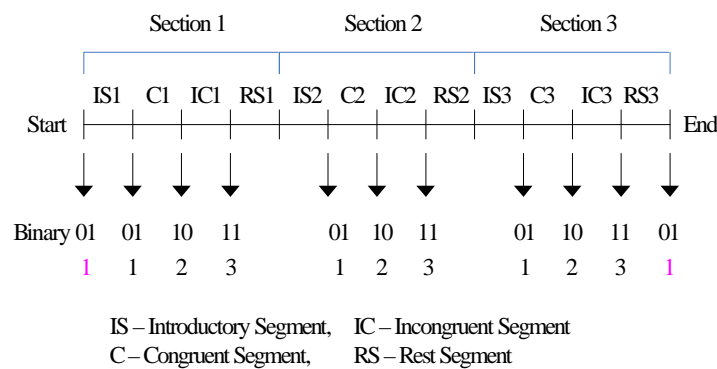 Section 1 Section 2 Section 3
IS1 C1 IC1 RS1 IS2 C2 IC2 RS2 IS3 C3 IC3 RS3
Start End
Binary 01 01 10 11 01 10 11 01 10 11 01
1 1 2 3 1 2 3 1 2 3 1
IS – Introductory Segment, IC – Incongruent Segment
C – Congruent Segment, RS – Rest Segment